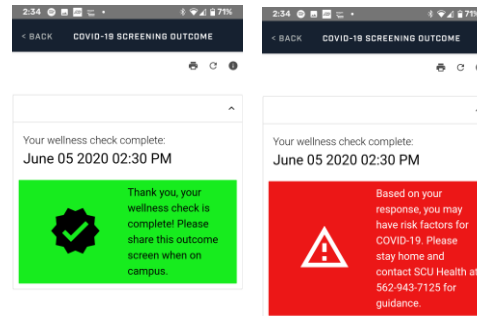 2:34
71%
< BACK COVID-19 SCREENING OUTCOME
Your wellness check complete:
June 05 2020 02:30 PM
Thank you, your
wellness check is
complete! Please
share this outcome
screen when on
campus.
2:34
71%
< BACK COVID-19 SCREENING OUTCOME
Your wellness check complete:
June 05 2020 02:30 PM
Based on your
response, you may
have risk factors for
COVID-19. Please
stay home and
contact SCU Health at
562-943-7125 for
guidance.